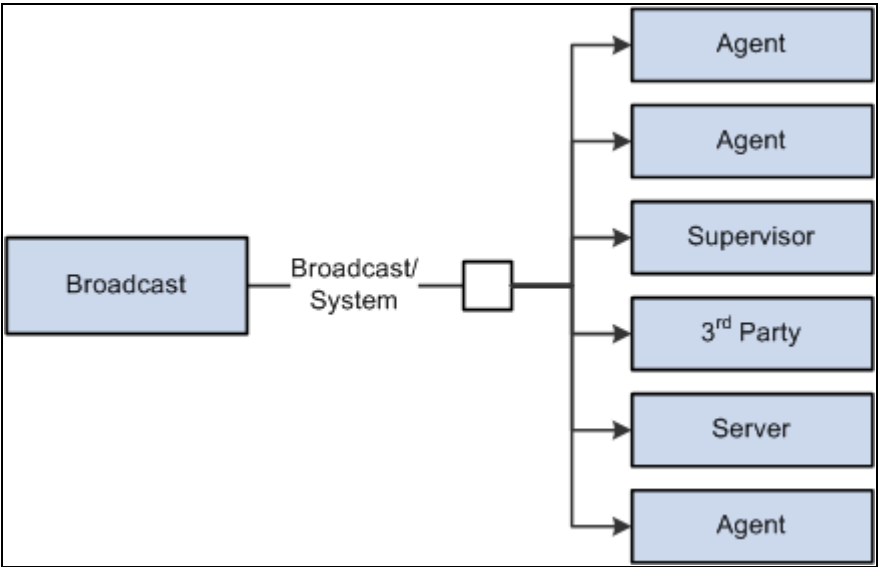 Agent
Agent
Supervisor
Broadcast
Broadcast/
System
3rd Party
Server
Agent